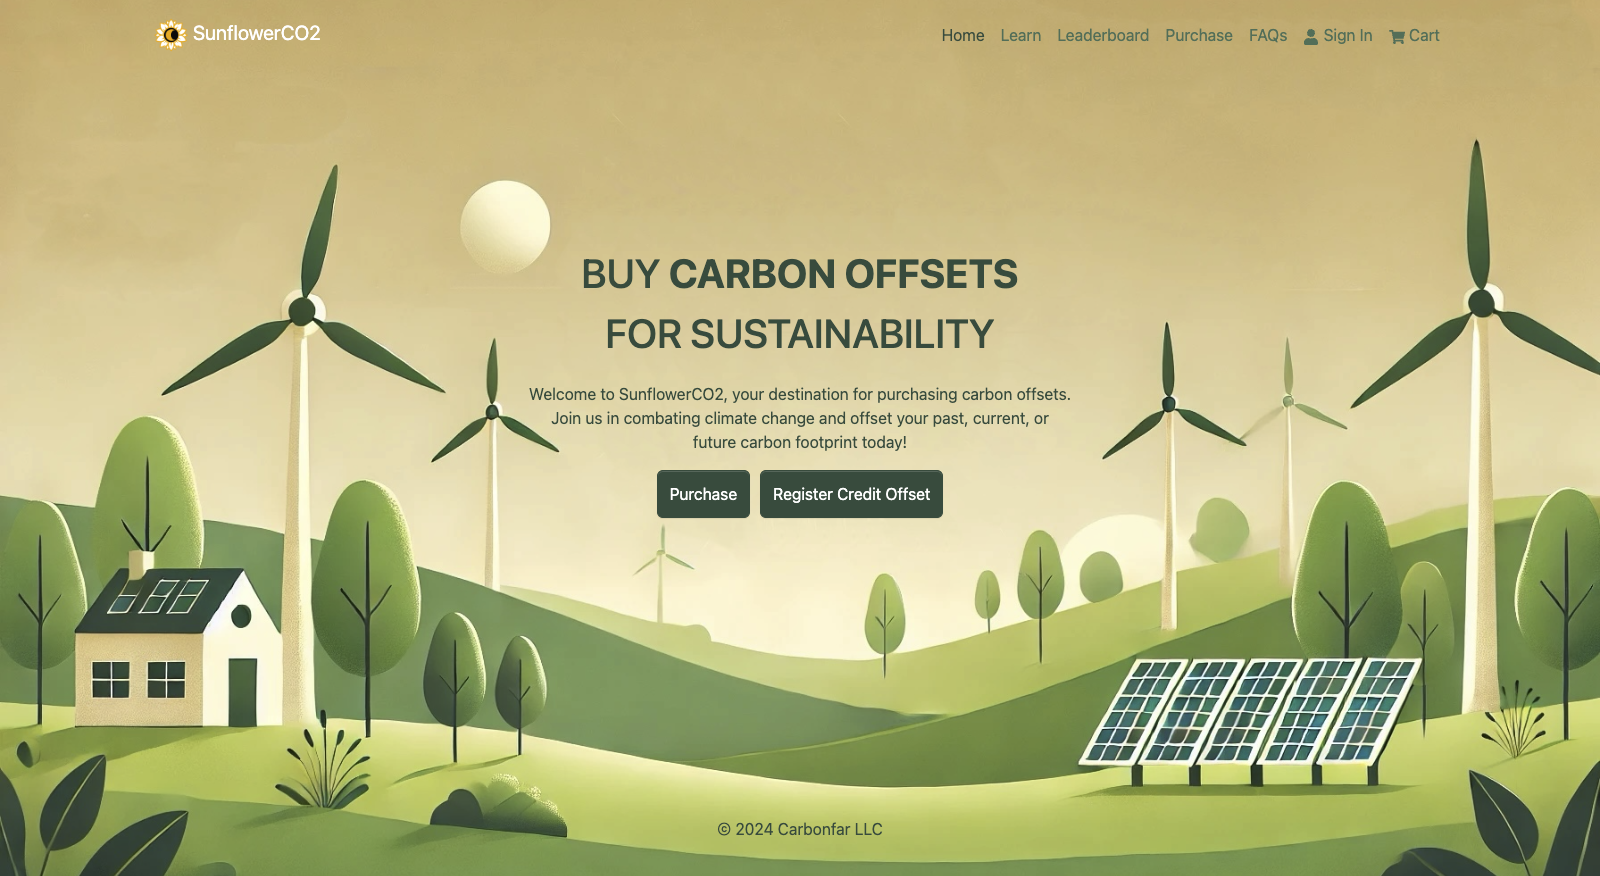 SunflowerCO2
Home Learn Leaderboard Purchase FAQs Sign In Cart
BUY CARBON OFFSETS
FOR SUSTAINABILITY
Welcome to SunflowerCO2, your destination for purchasing carbon offsets.
Join us in combating climate change and offset your past, current, or
future carbon footprint today!
Purchase Register Credit Offset
© 2024 Carbonfar LLC